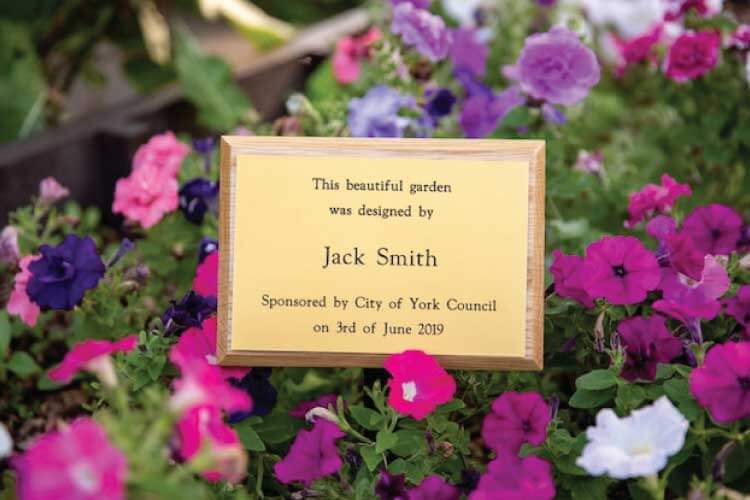 This beautiful garden
was designed by
Jack Smith
Sponsored by City of York Council
on 3rd of June 2019